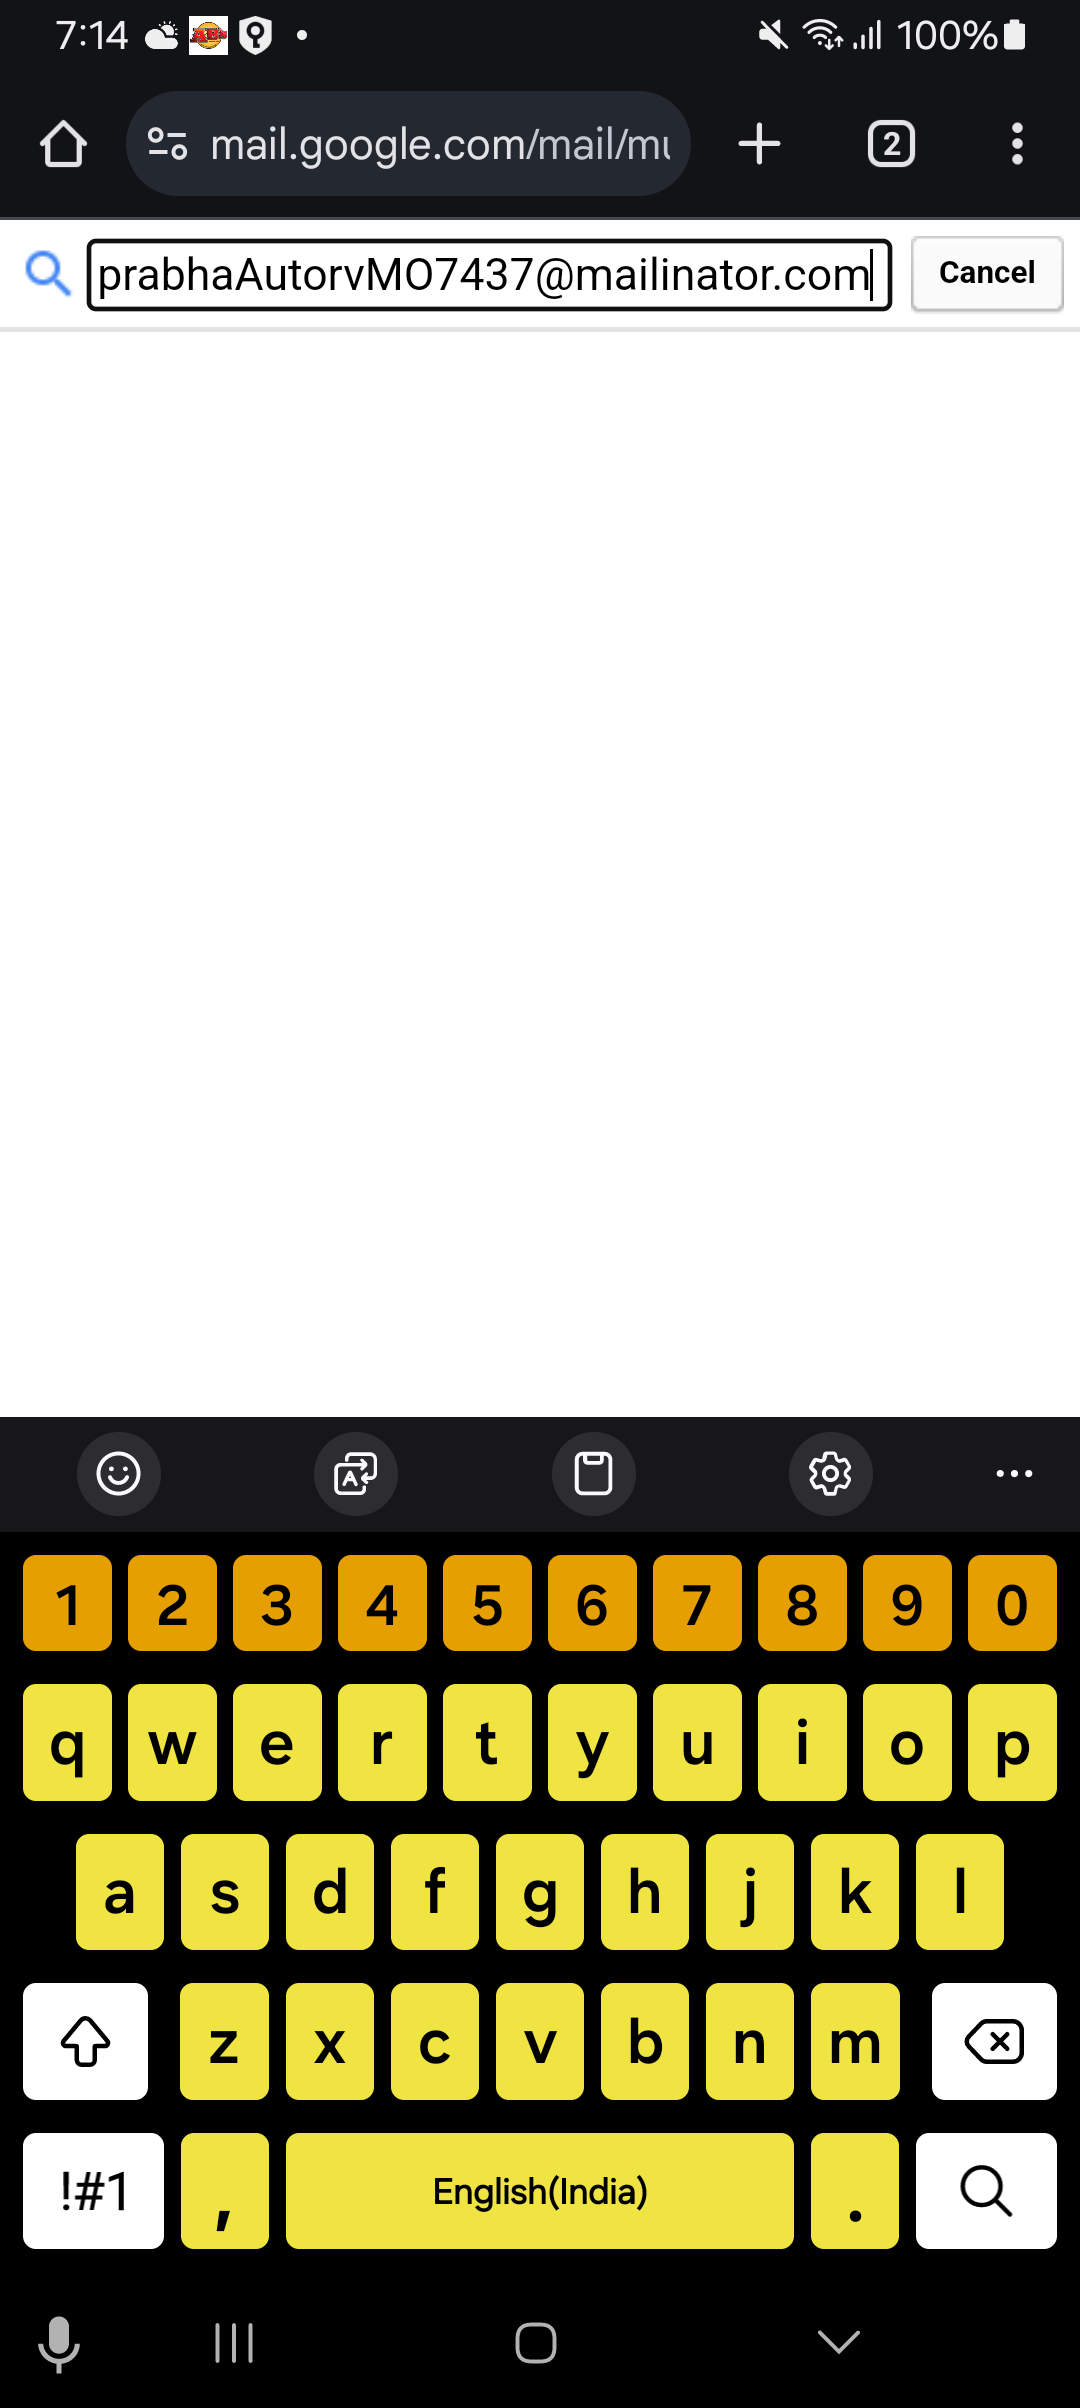 7:14 ABs 100%
mail.google.com/mail/mu
2
prabhaAutorvMO7437@mailinator.com
Cancel
1 2 3 4 5 6 7 8 9 0
q w e r t y u i o p
a s d f g h j k l
z x c v b n m
!#1 , English(India) .